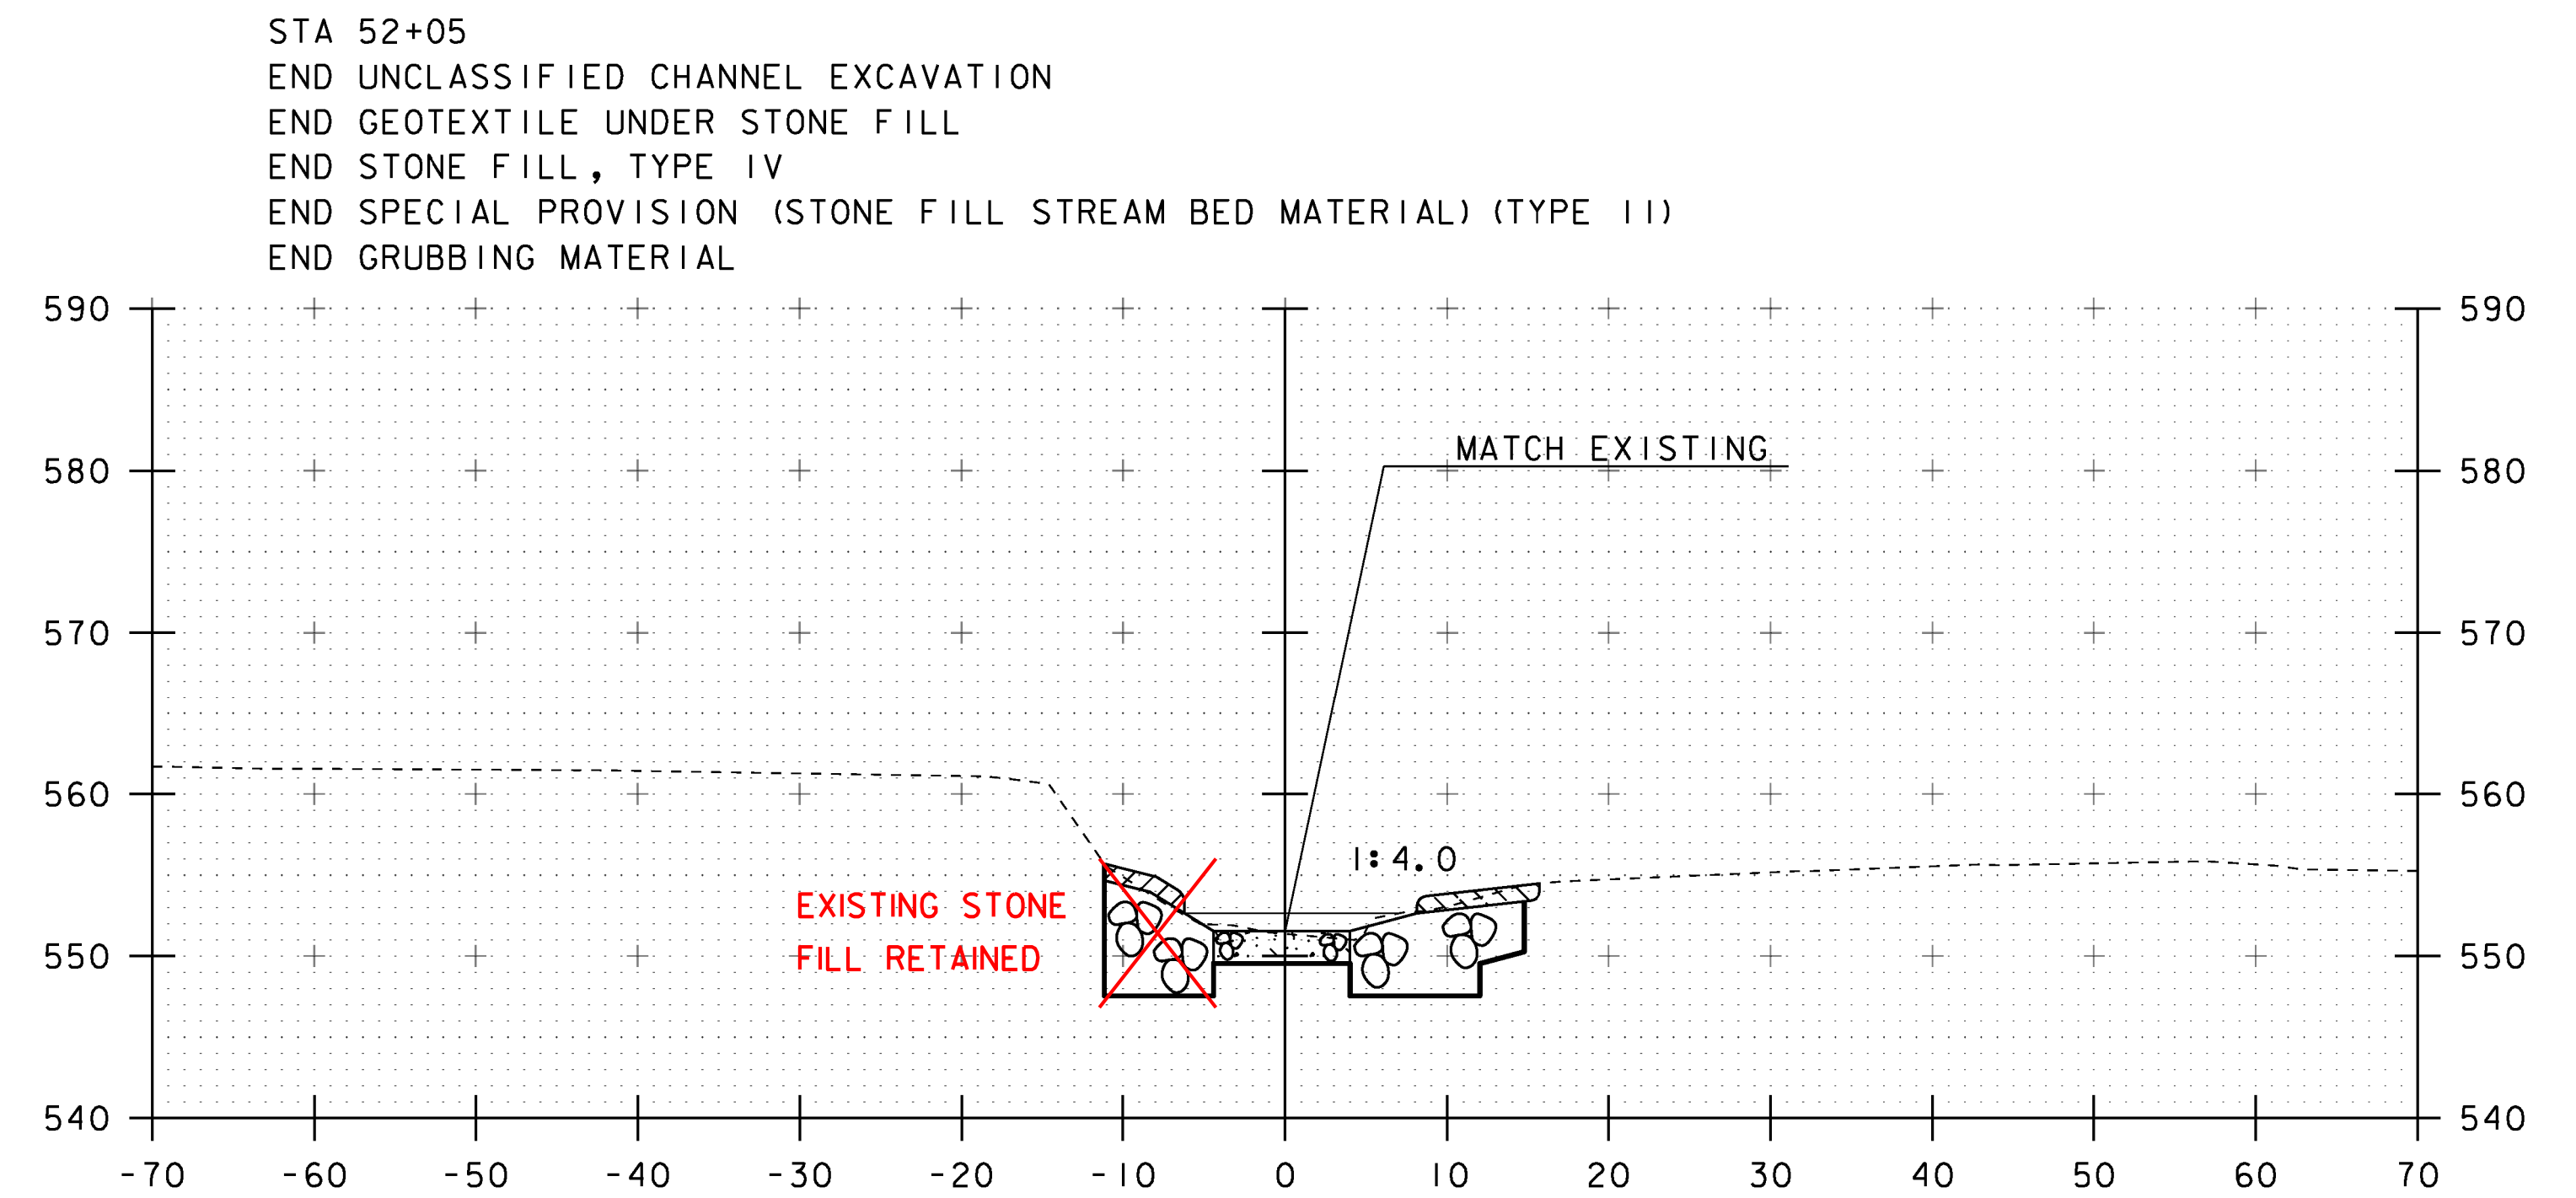 STA 52+05
END UNCLASSIFIED CHANNEL EXCAVATION
END GEOTEXTILE UNDER STONE FILL
END STONE FILL, TYPE IV
END SPECIAL PROVISION (STONE FILL STREAM BED MATERIAL) (TYPE II)
END GRUBBING MATERIAL
590 590
MATCH EXISTING
580 580
570 570
560 560
1:4.0
EXISTING STONE
FILL RETAINED
550 550
540 540
-70 -60 -50 -40 -30 -20 -10 0 10 20 30 40 50 60 70